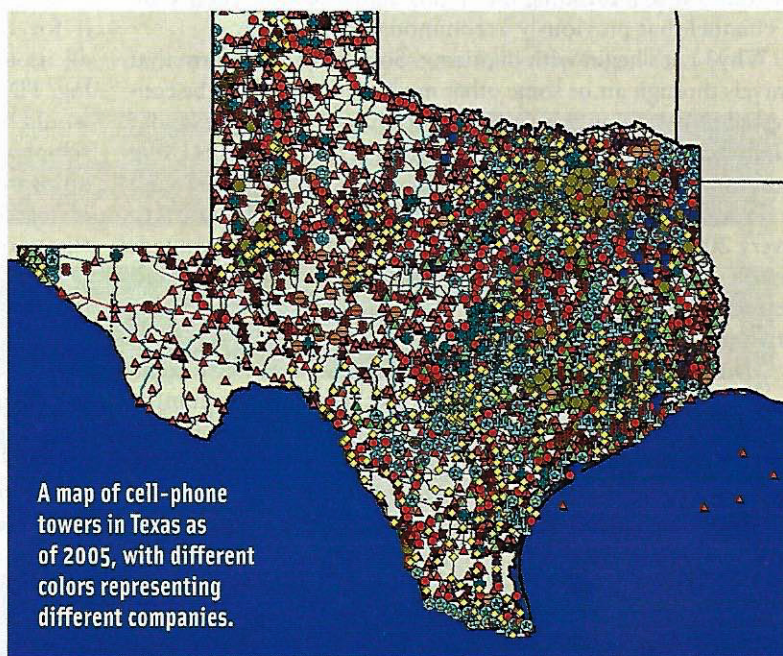 A map of cell-phone
towers in Texas as
of 2005, with different
colors representing
different companies.